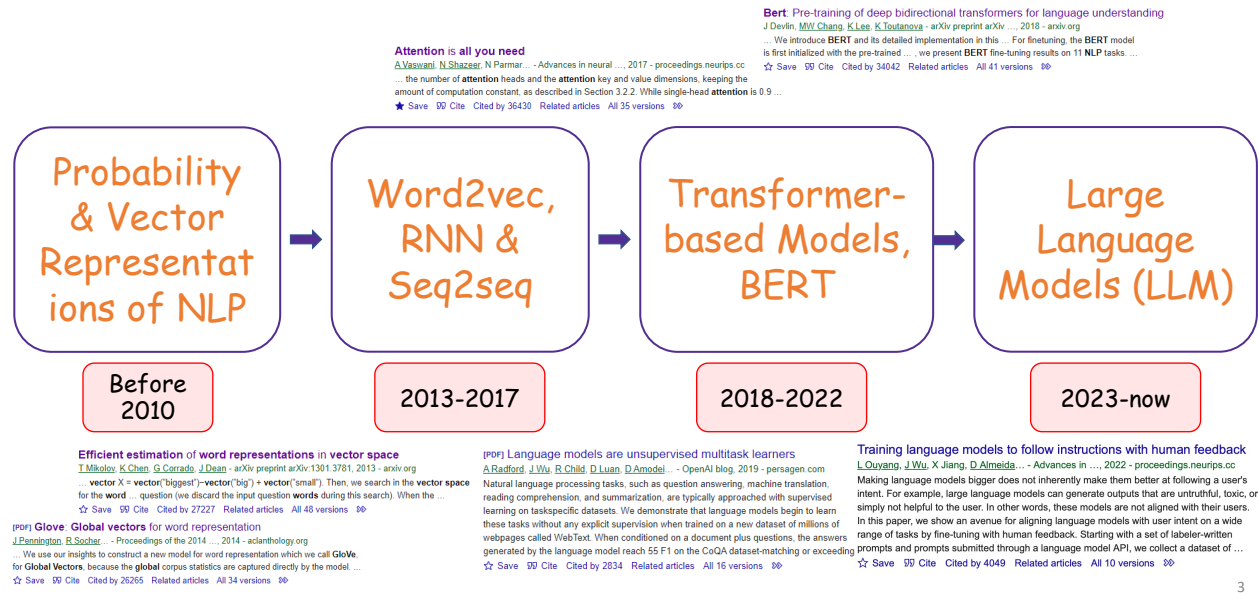 Bert: Pre-training of deep bidirectional transformers for language understanding
J Devlin, MW Chang, K Lee, K Toutanova - arXiv preprint arXiv ..., 2018 - arxiv.org
... We introduce BERT and its detailed implementation in this ... For finetuning, the BERT model
is first initialized with the pre-trained ... , we present BERT fine-tuning results on 11 NLP tasks. ...
Save Cite Cited by 34042 Related articles All 41 versions
Attention is all you need
A Vaswani, N Shazeer, N Parmar... - Advances in neural ..., 2017 - proceedings.neurips.cc
... the number of attention heads and the attention key and value dimensions, keeping the
amount of computation constant, as described in Section 3.2.2. While single-head attention is 0.9 ...
Save Cite Cited by 36430 Related articles All 35 versions
Probability
& Vector
Representat
ions of NLP
Word2vec,
RNN &
Seq2seq
Transformer-
based Models,
BERT
Large
Language
Models (LLM)
Before
2010
2013-2017
2018-2022
2023-now
Efficient estimation of word representations in vector space
T Mikolov, K Chen, G Corrado, J Dean - arXiv preprint arXiv:1301.3781, 2013 - arxiv.org
... vector X = vector("biggest")−vector("big") + vector("small"). Then, we search in the vector space
for the word ... question (we discard the input question words during this search). When the ...
Save Cite Cited by 27227 Related articles All 48 versions
[PDF] Glove: Global vectors for word representation
J Pennington, R Socher... - Proceedings of the 2014 ..., 2014 - aclanthology.org
... We use our insights to construct a new model for word representation which we call GloVe,
for Global Vectors, because the global corpus statistics are captured directly by the model. ...
Save Cite Cited by 26265 Related articles All 34 versions
[PDF] Language models are unsupervised multitask learners
A Radford, J Wu, R Child, D Luan, D Amodei... - OpenAI blog, 2019 - persagen.com
Natural language processing tasks, such as question answering, machine translation,
reading comprehension, and summarization, are typically approached with supervised
learning on taskspecific datasets. We demonstrate that language models begin to learn
these tasks without any explicit supervision when trained on a new dataset of millions of
webpages called WebText. When conditioned on a document plus questions, the answers
generated by the language model reach 55 F1 on the CoQA dataset-matching or exceeding
Save Cite Cited by 2834 Related articles All 16 versions
Training language models to follow instructions with human feedback
L Ouyang, J Wu, X Jiang, D Almeida... - Advances in ..., 2022 - proceedings.neurips.cc
Making language models bigger does not inherently make them better at following a user's
intent. For example, large language models can generate outputs that are untruthful, toxic, or
simply not helpful to the user. In other words, these models are not aligned with their users.
In this paper, we show an avenue for aligning language models with user intent on a wide
range of tasks by fine-tuning with human feedback. Starting with a set of labeler-written
prompts and prompts submitted through a language model API, we collect a dataset of ...
Save Cite Cited by 4049 Related articles All 10 versions
3